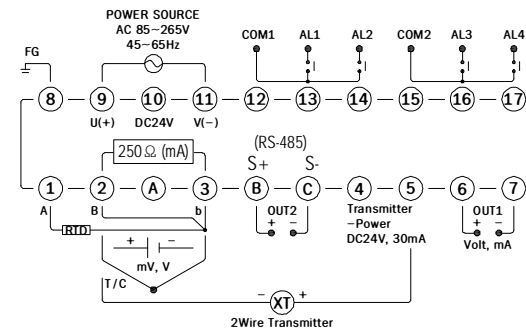 POWER SOURCE
AC 85~265V
45~65Hz
FG
COM1 AL1 AL2 COM2 AL3 AL4
8 9 10 11 12 13 14 15 16 17
U(+) DC24V V(−)
250Ω (mA)
(RS-485)
S+ S-
1 2 A 3 B C 4 5 6 7
A B b
OUT2
+ −
Transmitter
−Power
DC24V, 30mA
OUT1
+ −
Volt, mA
RTD
+ −
mV, V
T/C
− XT +
2Wire Transmitter